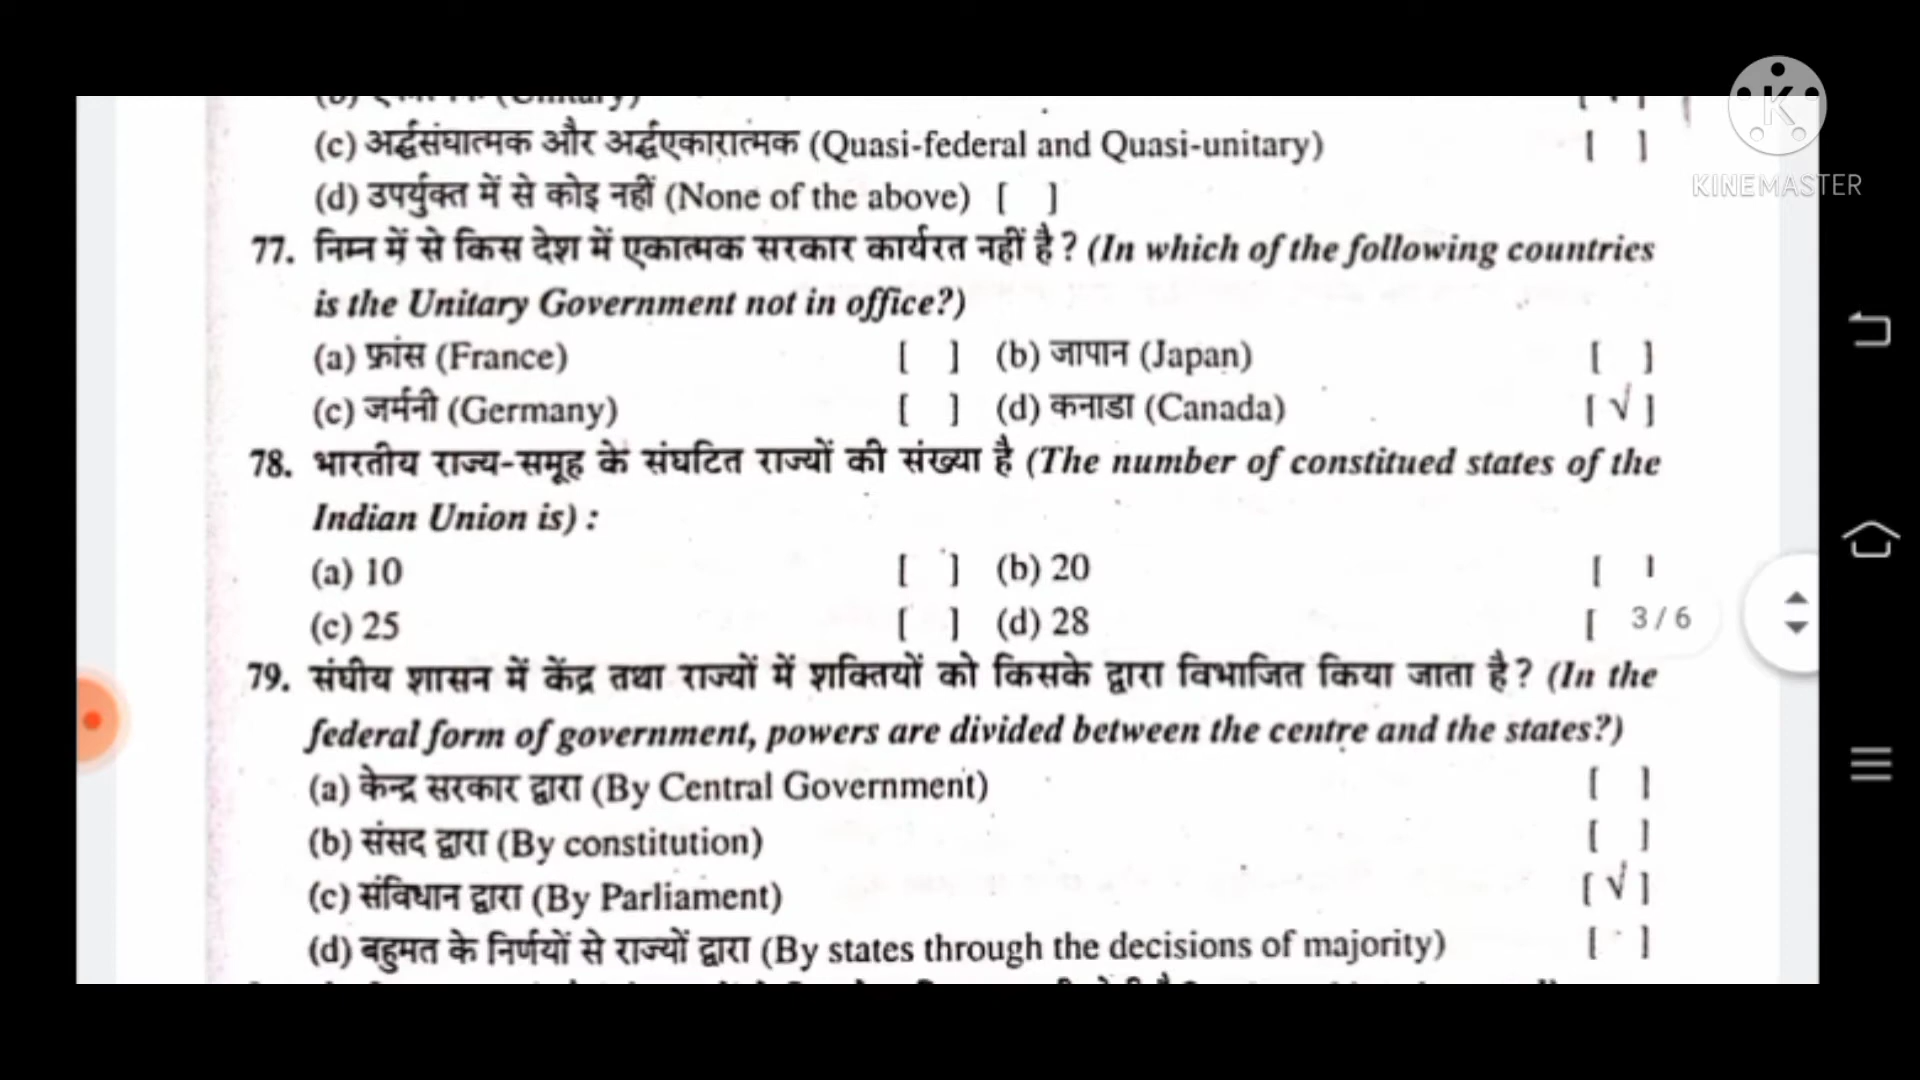 (c) अर्द्धसंघात्मक और अर्द्धएकारात्मक (Quasi-federal and Quasi-unitary) [ ]
KINEMASTER
(d) उपर्युक्त में से कोइ नहीं (None of the above) [ ]
77. निम्न में से किस देश में एकात्मक सरकार कार्यरत नहीं है ? (In which of the following countries
is the Unitary Government not in office?)
(a) फ्रांस (France) [ ] (b) जापान (Japan) [ ]
(c) जर्मनी (Germany) [ ] (d) कनाडा (Canada) [ √ ]
78. भारतीय राज्य-समूह के संघटित राज्यों की संख्या है (The number of constitued states of the
Indian Union is) :
(a) 10 [ ] (b) 20 [ ]
(c) 25 [ ] (d) 28 [
3 / 6
79. संघीय शासन में केंद्र तथा राज्यों में शक्तियों को किसके द्वारा विभाजित किया जाता है ? (In the
federal form of government, powers are divided between the centre and the states?)
(a) केन्द्र सरकार द्वारा (By Central Government) [ ]
(b) संसद द्वारा (By constitution) [ ]
(c) संविधान द्वारा (By Parliament) [ √ ]
(d) बहुमत के निर्णयों से राज्यों द्वारा (By states through the decisions of majority) [ ]